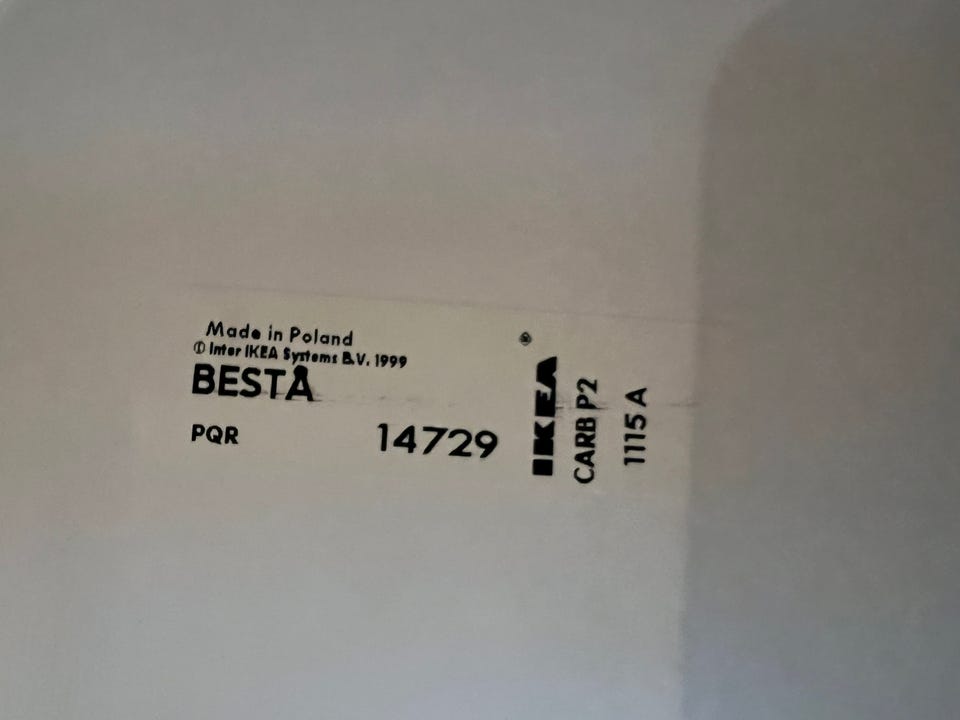 Made in Poland
© Inter IKEA Systems B.V. 1999
BESTÅ
PQR 14729
IKEA
CARB P2
1115 A